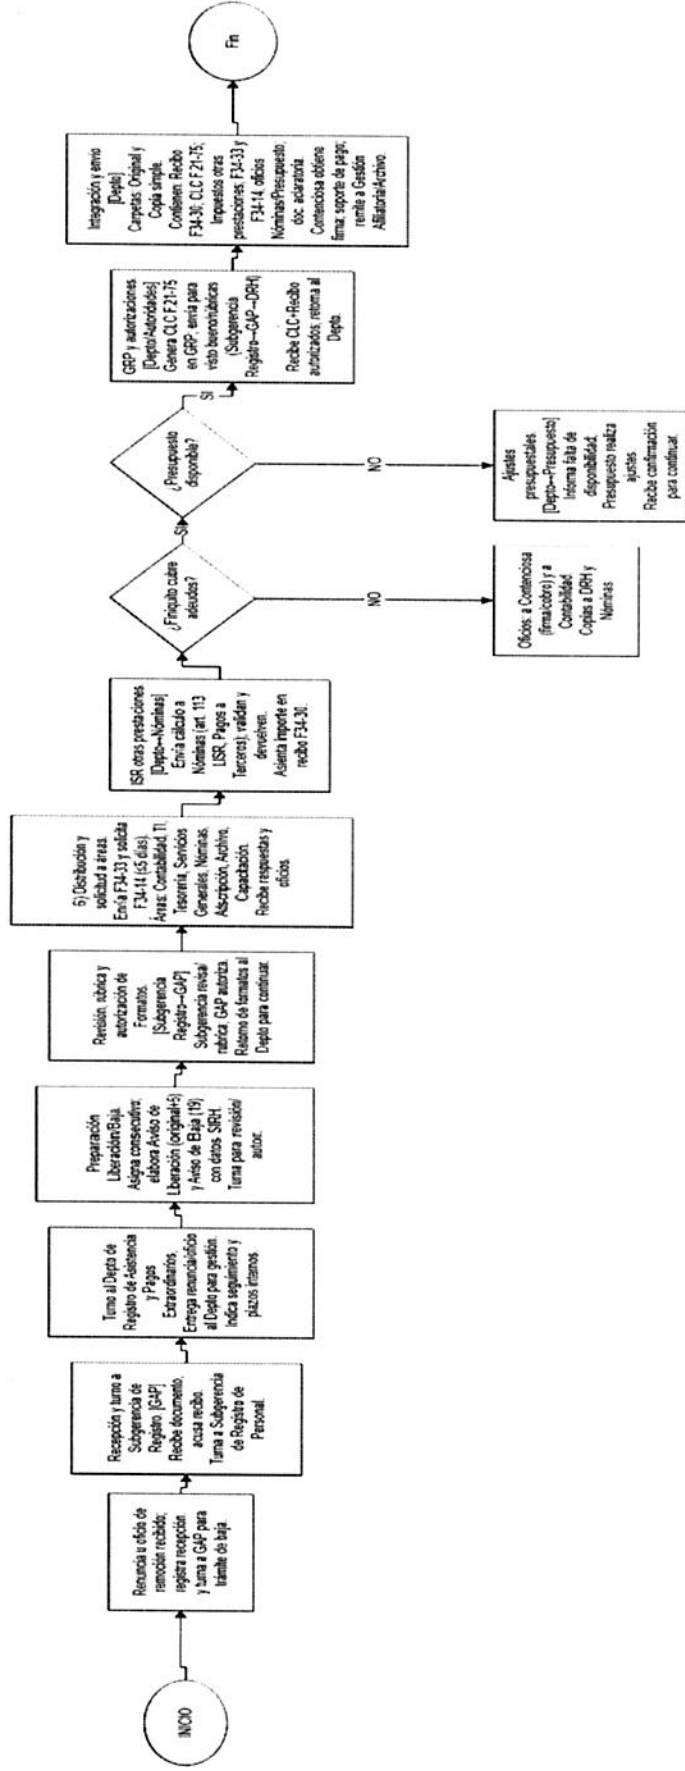 INICIO
Renuncia u oficio de
remoción recibido;
registra recepción.
y turna a GAP para
trámite de baja.
Recepción y turno a
Subgerencia de
Registro. [GAP]
Recibe documento,
acusa recibo.
Turna a Subgerencia
de Registro de
Personal.
Turno al Depto de
Registro de Asistencia
y Pagos
Extraordinarios.
Entrega renuncia/oficio
al Depto para gestión.
Indica seguimiento y
plazos internos.
Preparación
Liberación/Baja.
Asigna consecutivo;
elabora Aviso de
Liberación (original+5)
y Aviso de Baja (19)
con datos SIRH.
Turna para revisión/
autor.
Revisión, rúbrica y
autorización de
Formatos.
[Subgerencia
Registro—GAP]
Subgerencia revisa/
rubrica; GAP autoriza.
Retorno de formatos al
Depto para continuar.
6) Distribución y
solicitud a áreas.
Envía F34-33 y solicita
F34-14 (≤5 días).
Áreas: Contabilidad, TI,
Tesorería, Servicios
Generales, Nóminas,
Adscripción, Archivo,
Capacitación.
Recibe respuestas y
oficios.
ISR otras prestaciones.
[Depto—Nóminas]
Envía cálculo a
Nóminas (art. 113
LISR, Pagos a
Terceros); validan y
devuelven.
Asienta importe en
recibo F34-30.
¿Finiquito cubre
adeudos?
SI
NO
Oficios: a Contenciosa
(firma/cobro) y a
Contabilidad.
Copias a DRH y
Nóminas
¿Presupuesto
disponible?
SI
NO
Ajustes
presupuestales.
[Depto—Presupuesto]
Informa falta de
disponibilidad;
Presupuesto realiza
ajustes.
Recibe confirmación
para continuar.
GRP y autorizaciones.
[Depto/Autoridades]
Genera CLC F21-75
en GRP; envía para
visto bueno/rúbricas
(Subgerencia
Registro—GAP—DRH)
Recibe CLC+Recibo
autorizados; retorna al
Depto.
Integración y envío
[Depto]
Carpetas: Original y
Copia simple.
Contienen: Recibo
F34-30; CLC F 21-75;
Impuestos otras
prestaciones; F34-33 y
F34-14; oficios
Nóminas/Presupuesto;
doc. aclaratoria.
Contenciosa obtiene
firma; soporte de pago;
remite a Gestión
Afiliatoria/Archivo.
Fin